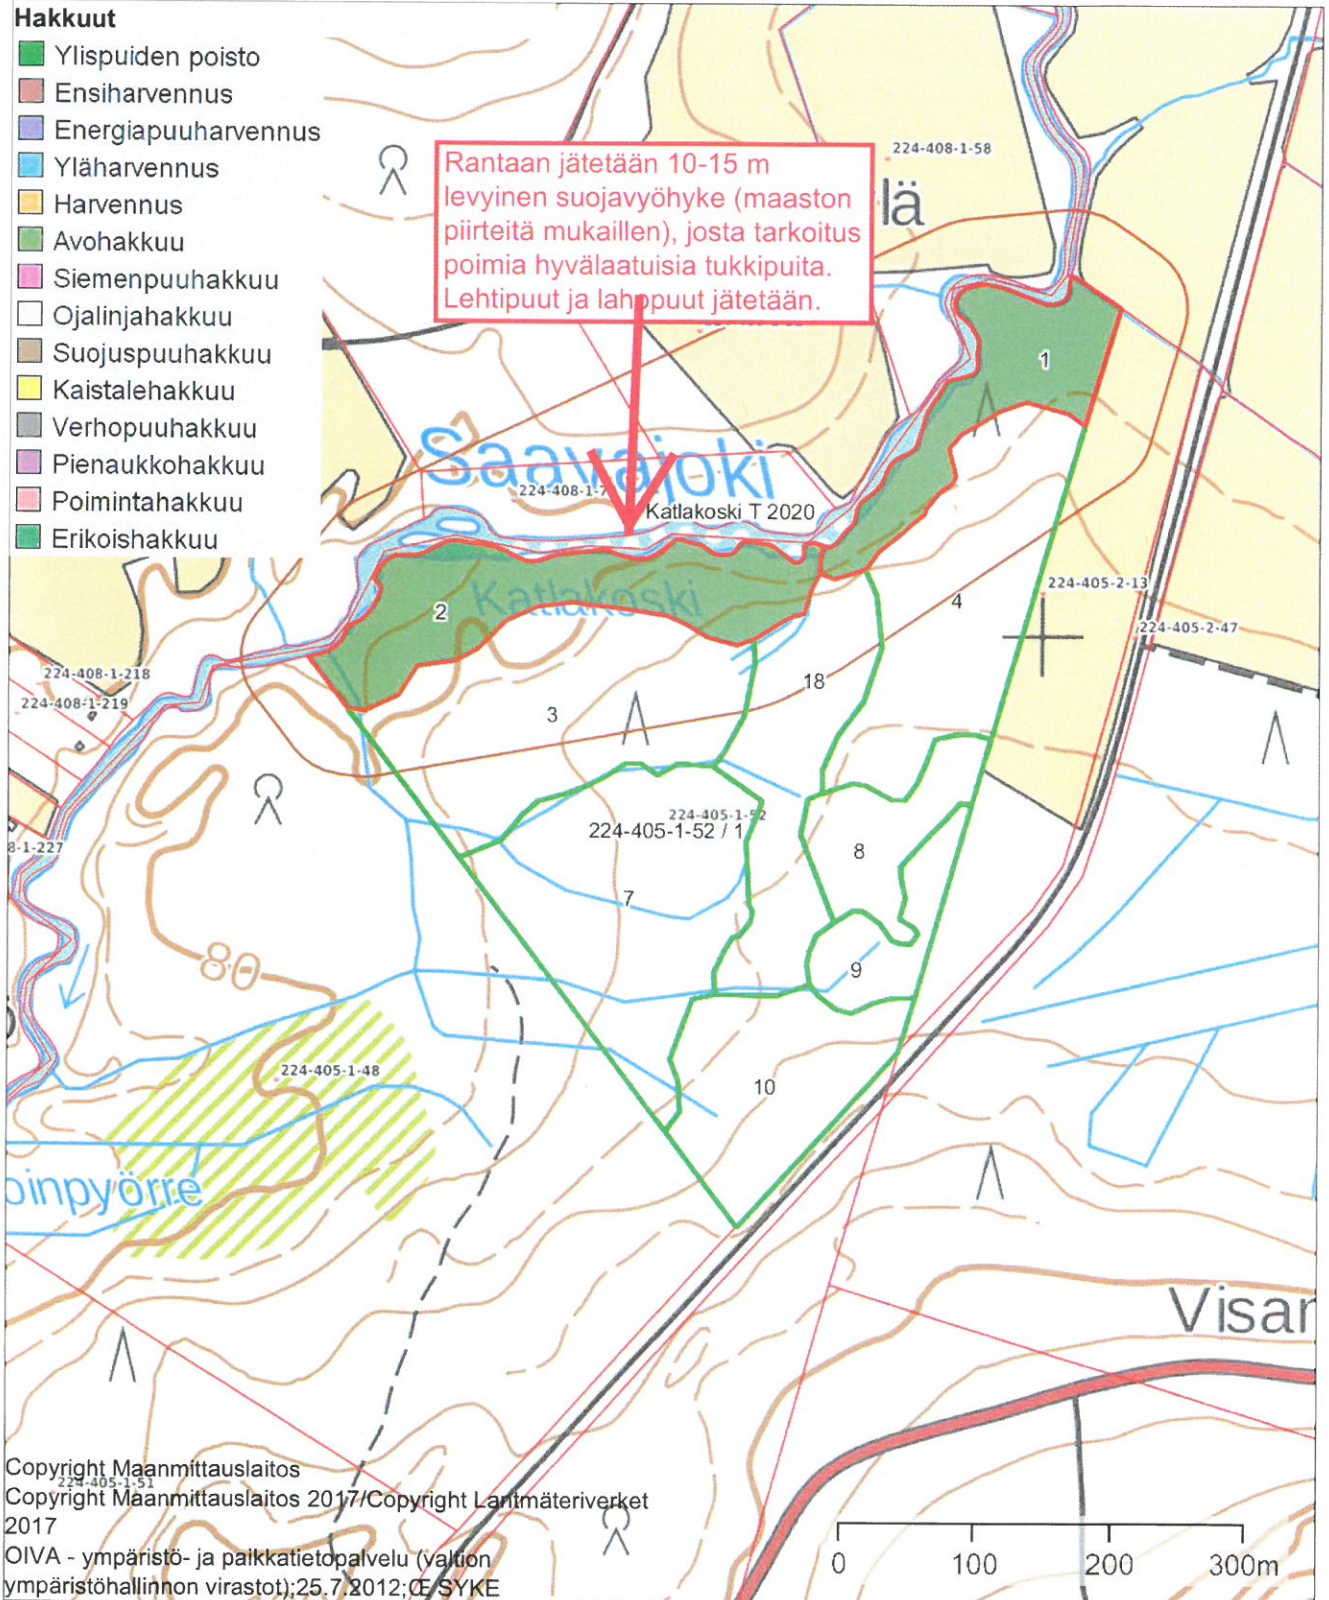 Hakkuut
Ylispuiden poisto
Ensiharvennus
Energiapuuharvennus
Yläharvennus
Harvennus
Avohakkuu
Siemenpuuhakkuu
Ojalinjahakkuu
Suojuspuuhakkuu
Kaistalehakkuu
Verhopuuhakkuu
Pienaukkohakkuu
Poimintahakkuu
Erikoishakkuu
Rantaan jätetään 10-15 m
levyinen suojavyöhyke (maaston
piirteitä mukaillen), josta tarkoitus
poimia hyvälaatuisia tukkipuita.
Lehtipuut ja lahopuut jätetään.
224-408-1-58
lä
1
Saavajoki
224-408-1-7
Katlakoski T 2020
Katlakoski
2
4
224-405-2-13
224-405-2-47
224-408-1-218
224-408-1-219
18
3
224-405-1-52
224-405-1-52 / 1
8-1-227
8
7
80
9
224-405-1-48
10
oinpyörre
Visar
Copyright Maanmittauslaitos
224-405-1-51
Copyright Maanmittauslaitos 2017/Copyright Lantmäteriverket
2017
OIVA - ympäristö- ja paikkatietopalvelu (valtion
ympäristöhallinnon virastot);25.7.2012;Œ SYKE
0 100 200 300m